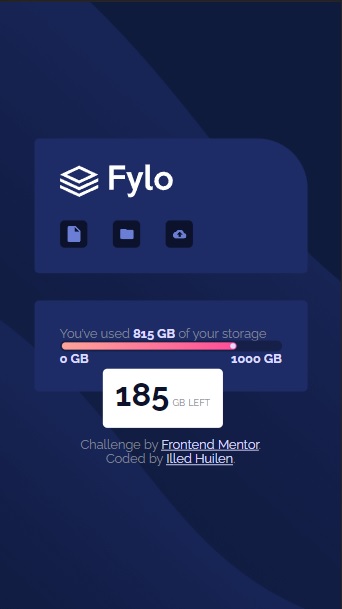 Fylo
You've used 815 GB of your storage
0 GB 1000 GB
185 GB LEFT
Challenge by Frontend Mentor.
Coded by Illed Huilen.